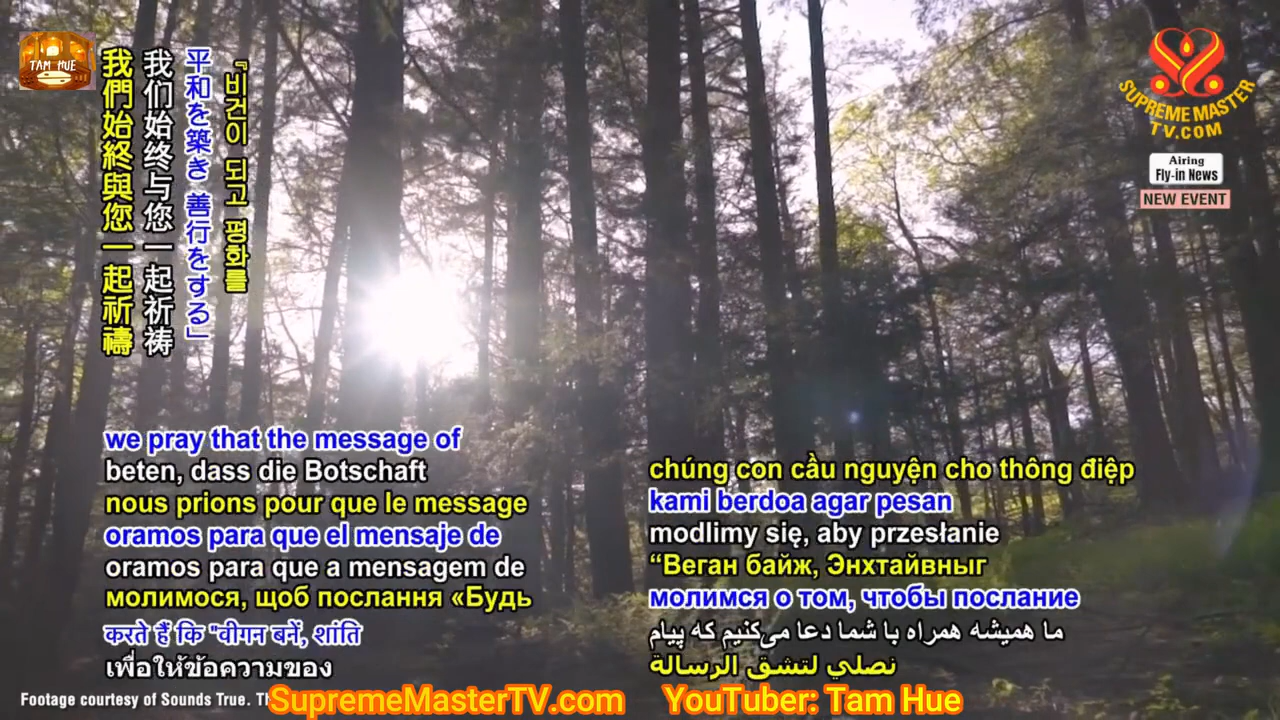 TAM HUE
我們始終與您一起祈禱
我们始终与您一起祈祷
平和を築き 善行をする」
『비건이 되고 평화를
SUPREME MASTER
TV.COM
Airing
Fly-in News
NEW EVENT
we pray that the message of
beten, dass die Botschaft
nous prions pour que le message
oramos para que el mensaje de
oramos para que a mensagem de
молимося, щоб послання «Будь
करते हैं कि "वीगन बनें, शांति
เพื่อให้ข้อความของ
chúng con cầu nguyện cho thông điệp
kami berdoa agar pesan
modlimy się, aby przesłanie
“Веган байж, Энхтайвныг
молимся о том, чтобы послание
ما همیشه همراه با شما دعا می‌کنیم که پیام
نصلي لتشق الرسالة
Footage courtesy of Sounds True. Th
SupremeMasterTV.com YouTuber: Tam Hue